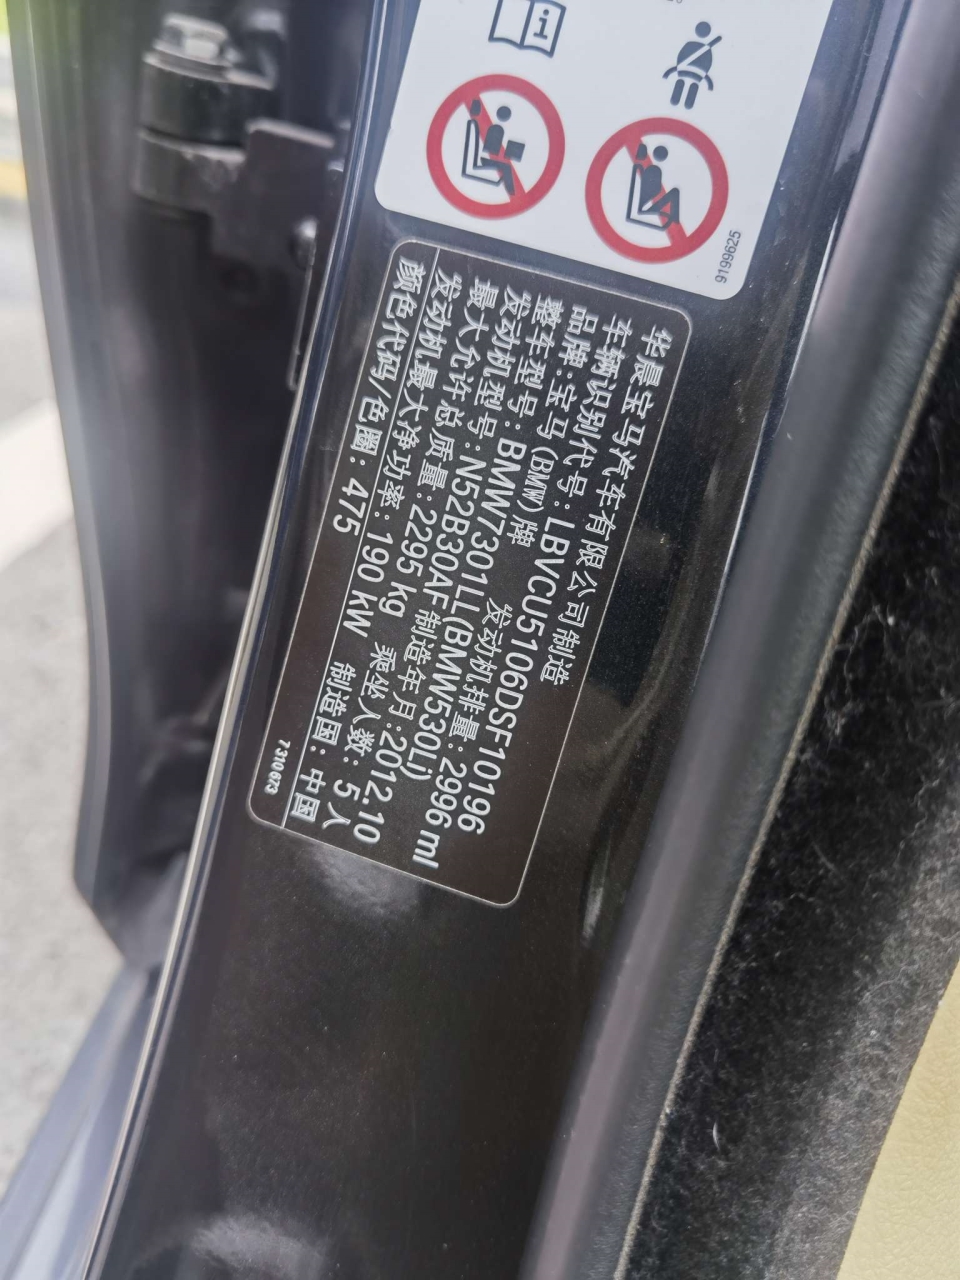 9199625
华晨宝马汽车有限公司制造
车辆识别代号：LBVCU5106DSF10196
品牌：宝马（BMW）牌 发动机排量：2996 ml
整车型号：BMW7301LL(BMW530Li)
发动机型号：N52B30AF 制造年月：2012.10
最大允许总质量：2295 kg 乘坐人数：5 人
发动机最大净功率：190 kW 制造国：中国
颜色代码/色圈：475
7310673